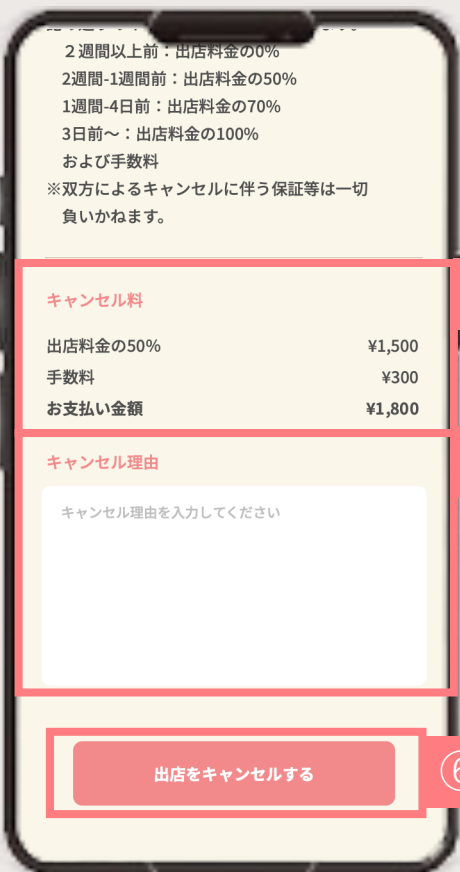 ２週間以上前：出店料金の0%
2週間-1週間前：出店料金の50%
1週間-4日前：出店料金の70%
3日前〜：出店料金の100%
および手数料
※双方によるキャンセルに伴う保証等は一切
負いかねます。
キャンセル料
出店料金の50% ¥1,500
手数料 ¥300
お支払い金額 ¥1,800
キャンセル理由
キャンセル理由を入力してください
出店をキャンセルする
⑥